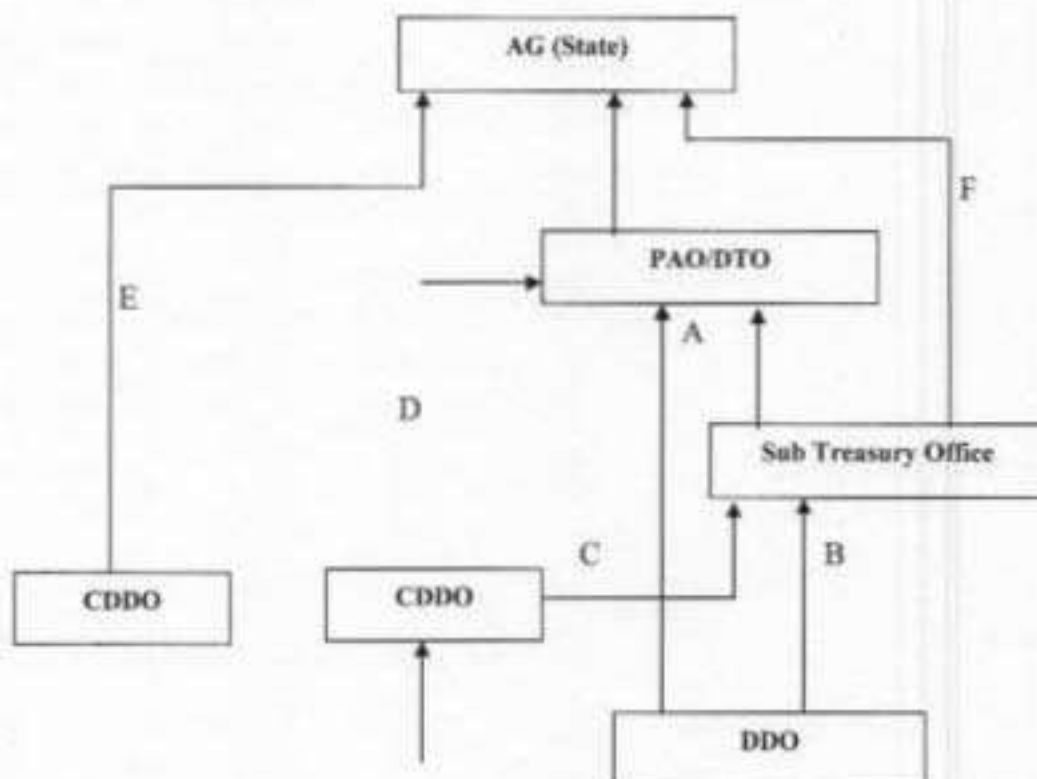 AG (State)
F
PAO/DTO
E
A
D
Sub Treasury Office
C
B
CDDO
CDDO
DDO